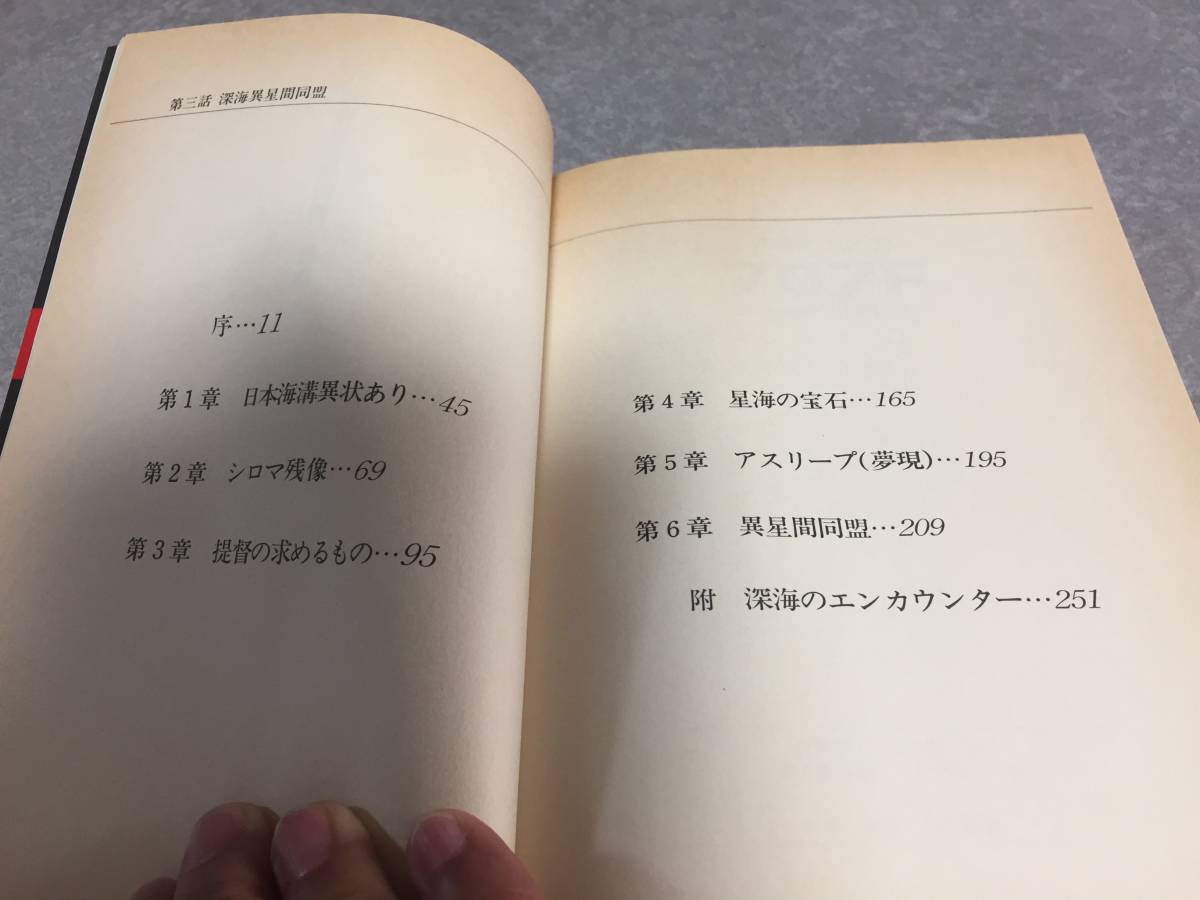 第三話 深海異星間同盟
序…11
第1章 日本海溝異状あり…45
第2章 シロマ残像…69
第3章 提督の求めるもの…95
第4章 星海の宝石…165
第5章 アスリープ(夢現)…195
第6章 異星間同盟…209
附 深海のエンカウンター…251